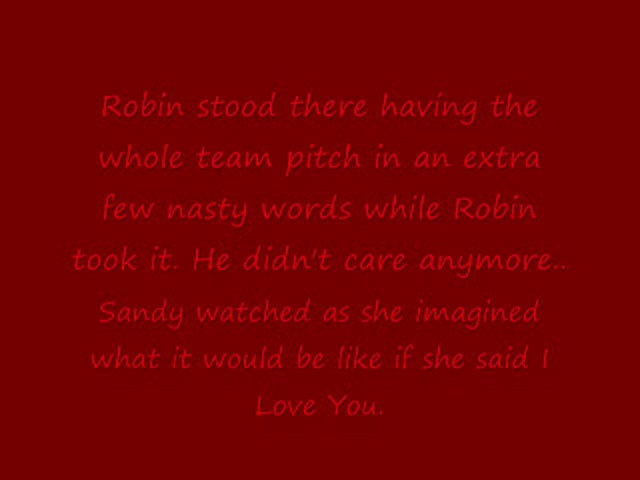 Robin stood there having the
whole team pitch in an extra
few nasty words while Robin
took it. He didn't care anymore..
Sandy watched as she imagined
what it would be like if she said I
Love You.